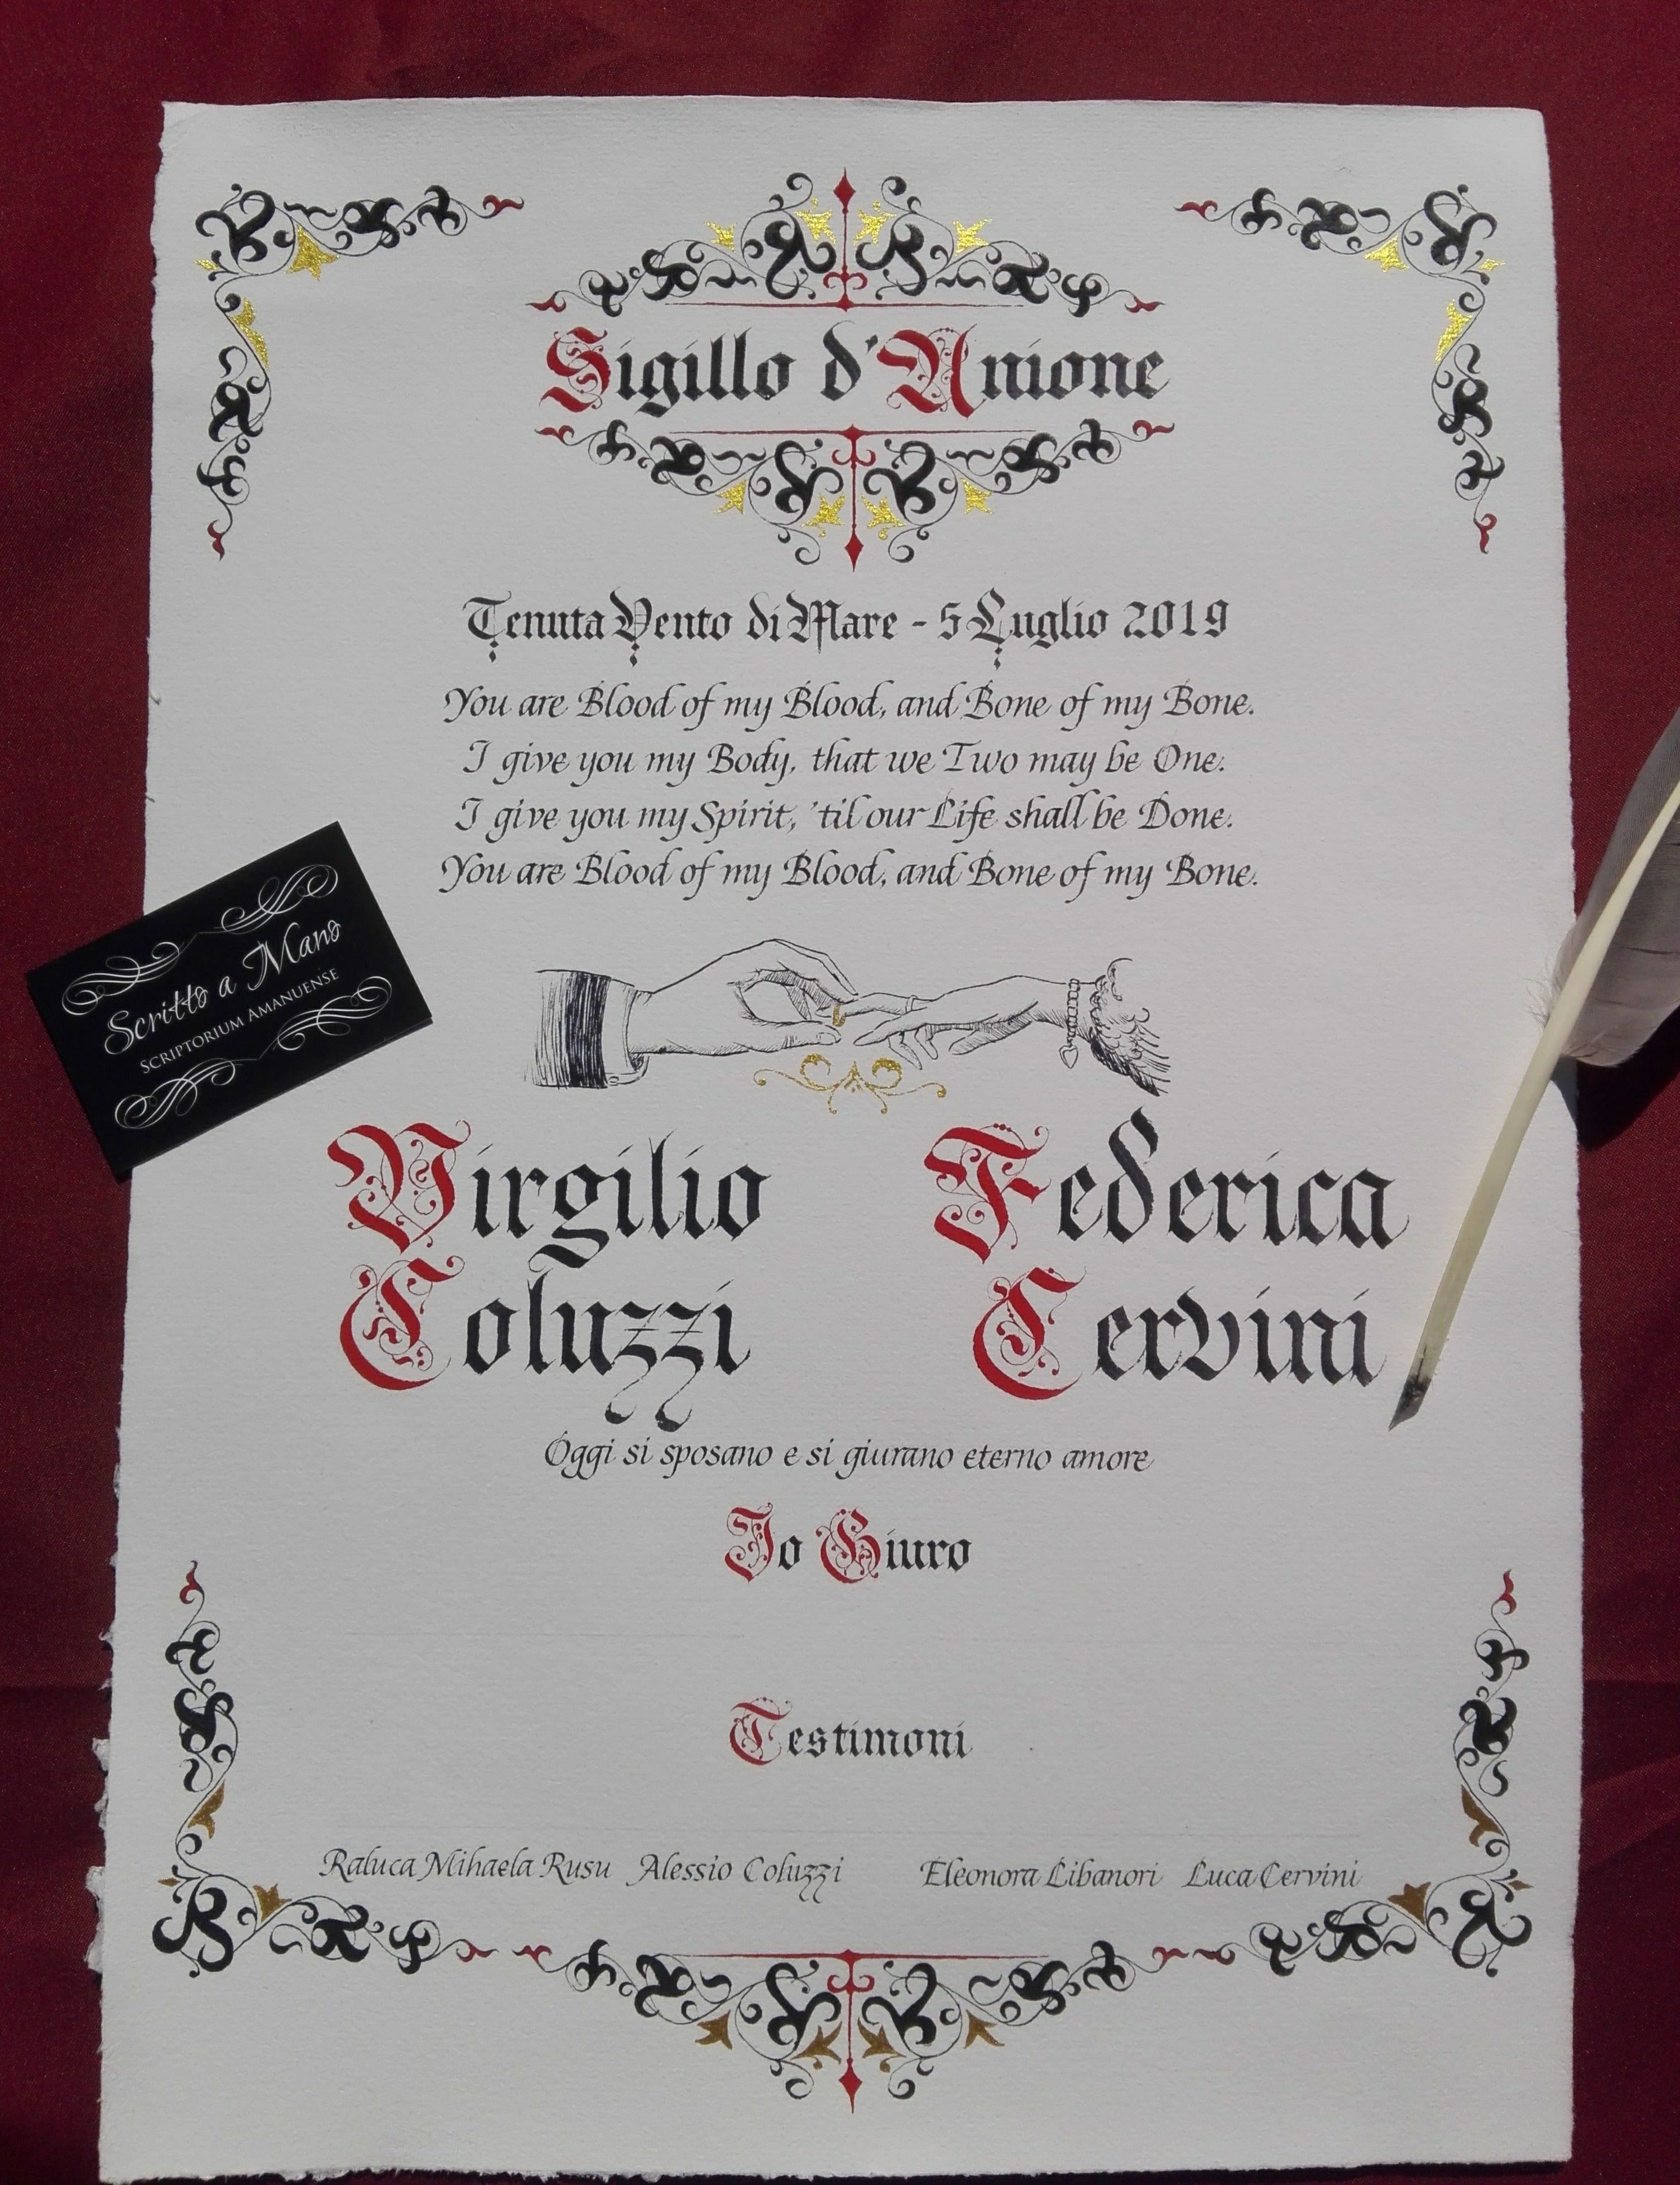 Sigillo d'Unione
Tenuta Vento di Mare - 5 Luglio 2019
You are Blood of my Blood, and Bone of my Bone.
I give you my Body, that we Two may be One.
I give you my Spirit, 'til our Life shall be Done.
You are Blood of my Blood, and Bone of my Bone.
Scritto a Mano
SCRIPTORIUM AMANUENSE
Virgilio Coluzzi
Federica Cervini
Oggi si sposano e si giurano eterno amore
Io Giuro
Testimoni
Raluca Mihaela Rusu Alessio Coluzzi Eleonora Libanori Luca Cervini